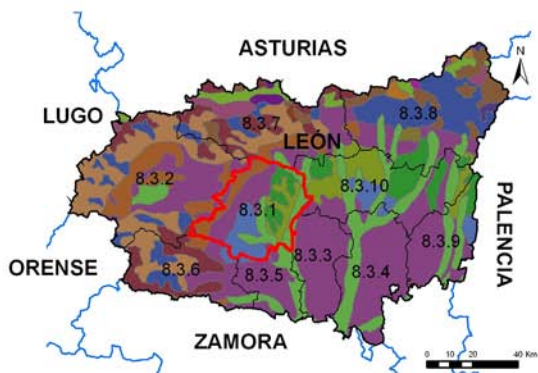 ASTURIAS
N
LUGO
8.3.8
8.3.7
LEÓN
8.3.2
8.3.1
8.3.10
PALENCIA
8.3.3
8.3.9
ORENSE
8.3.6
8.3.5
8.3.4
ZAMORA
0 10 20 40 Km